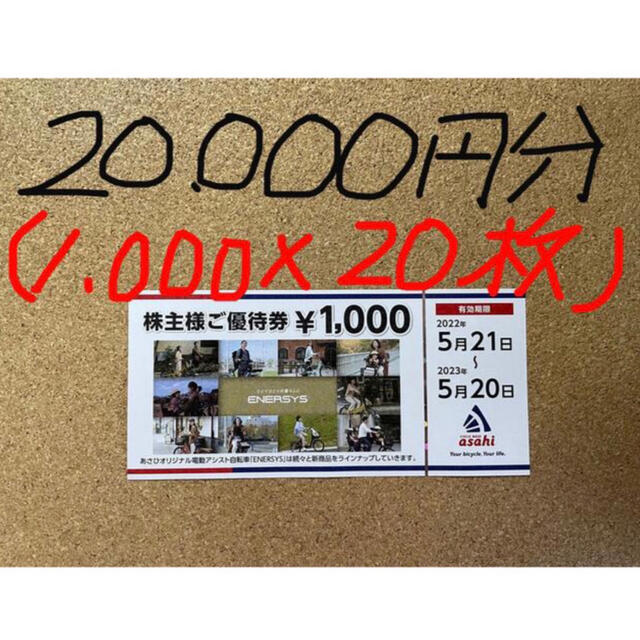 20.000円分
(1.000×20枚)
株主様ご優待券 ¥1,000
ENERSYS
あさひオリジナル電動アシスト自転車「ENERSYS」は続々と新商品をラインナップしていきます。
有効期限
2022年
5月21日
~
2023年
5月20日
CYCLE BASE
asahi
Your bicycle. Your life.